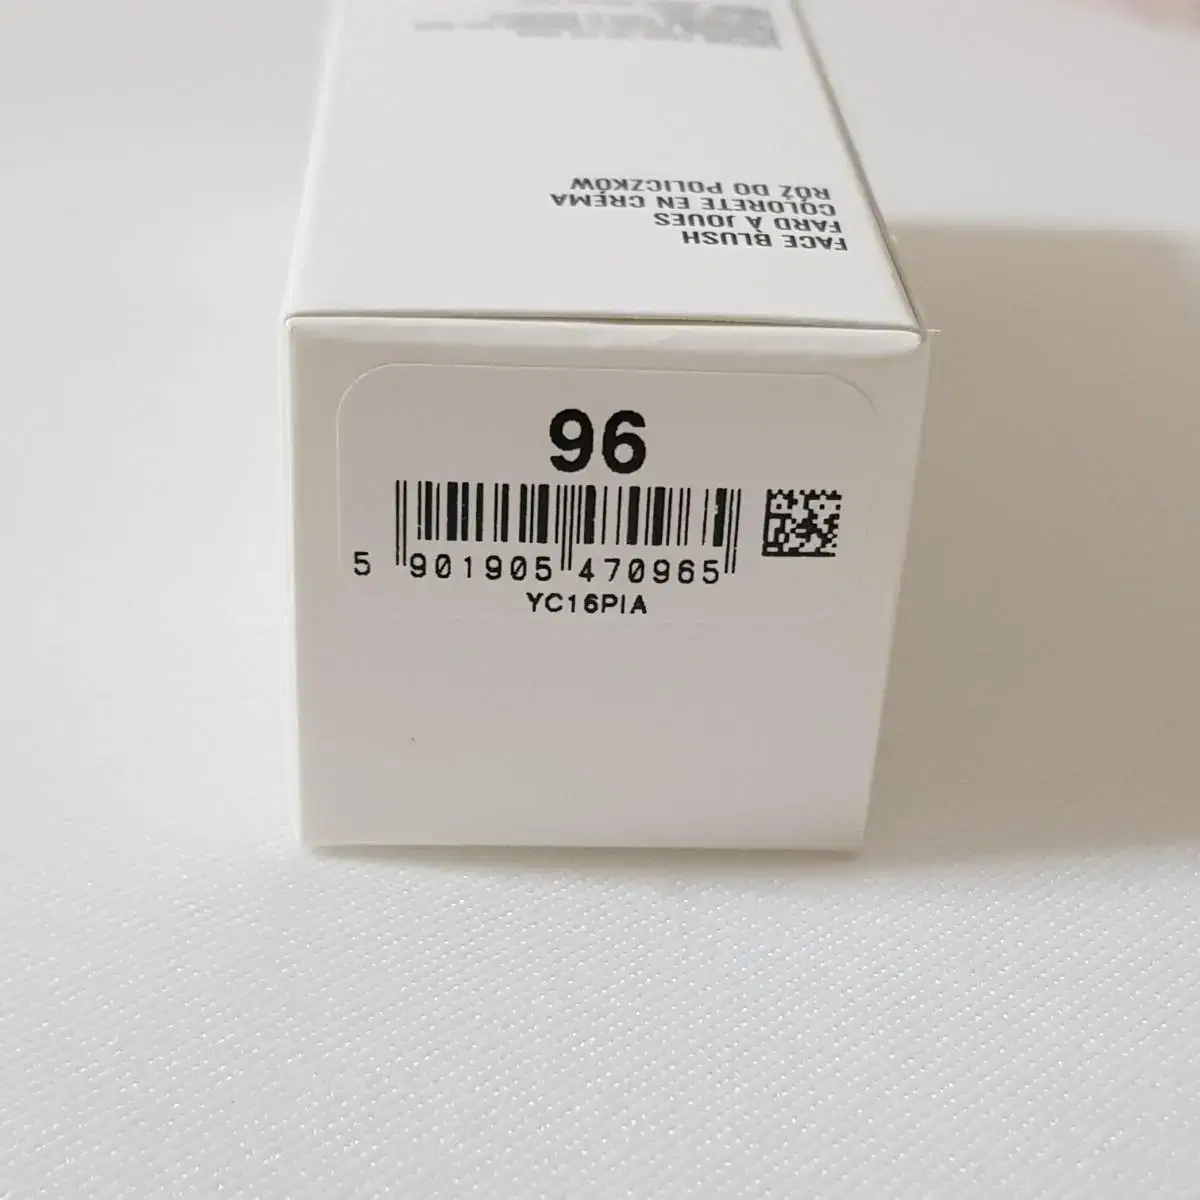 FACE BLUSH
FARD À JOUES
COLORETE EN CREMA
RÓŻ DO POLICZKÓW
96
5 901905 470965
YC16PIA